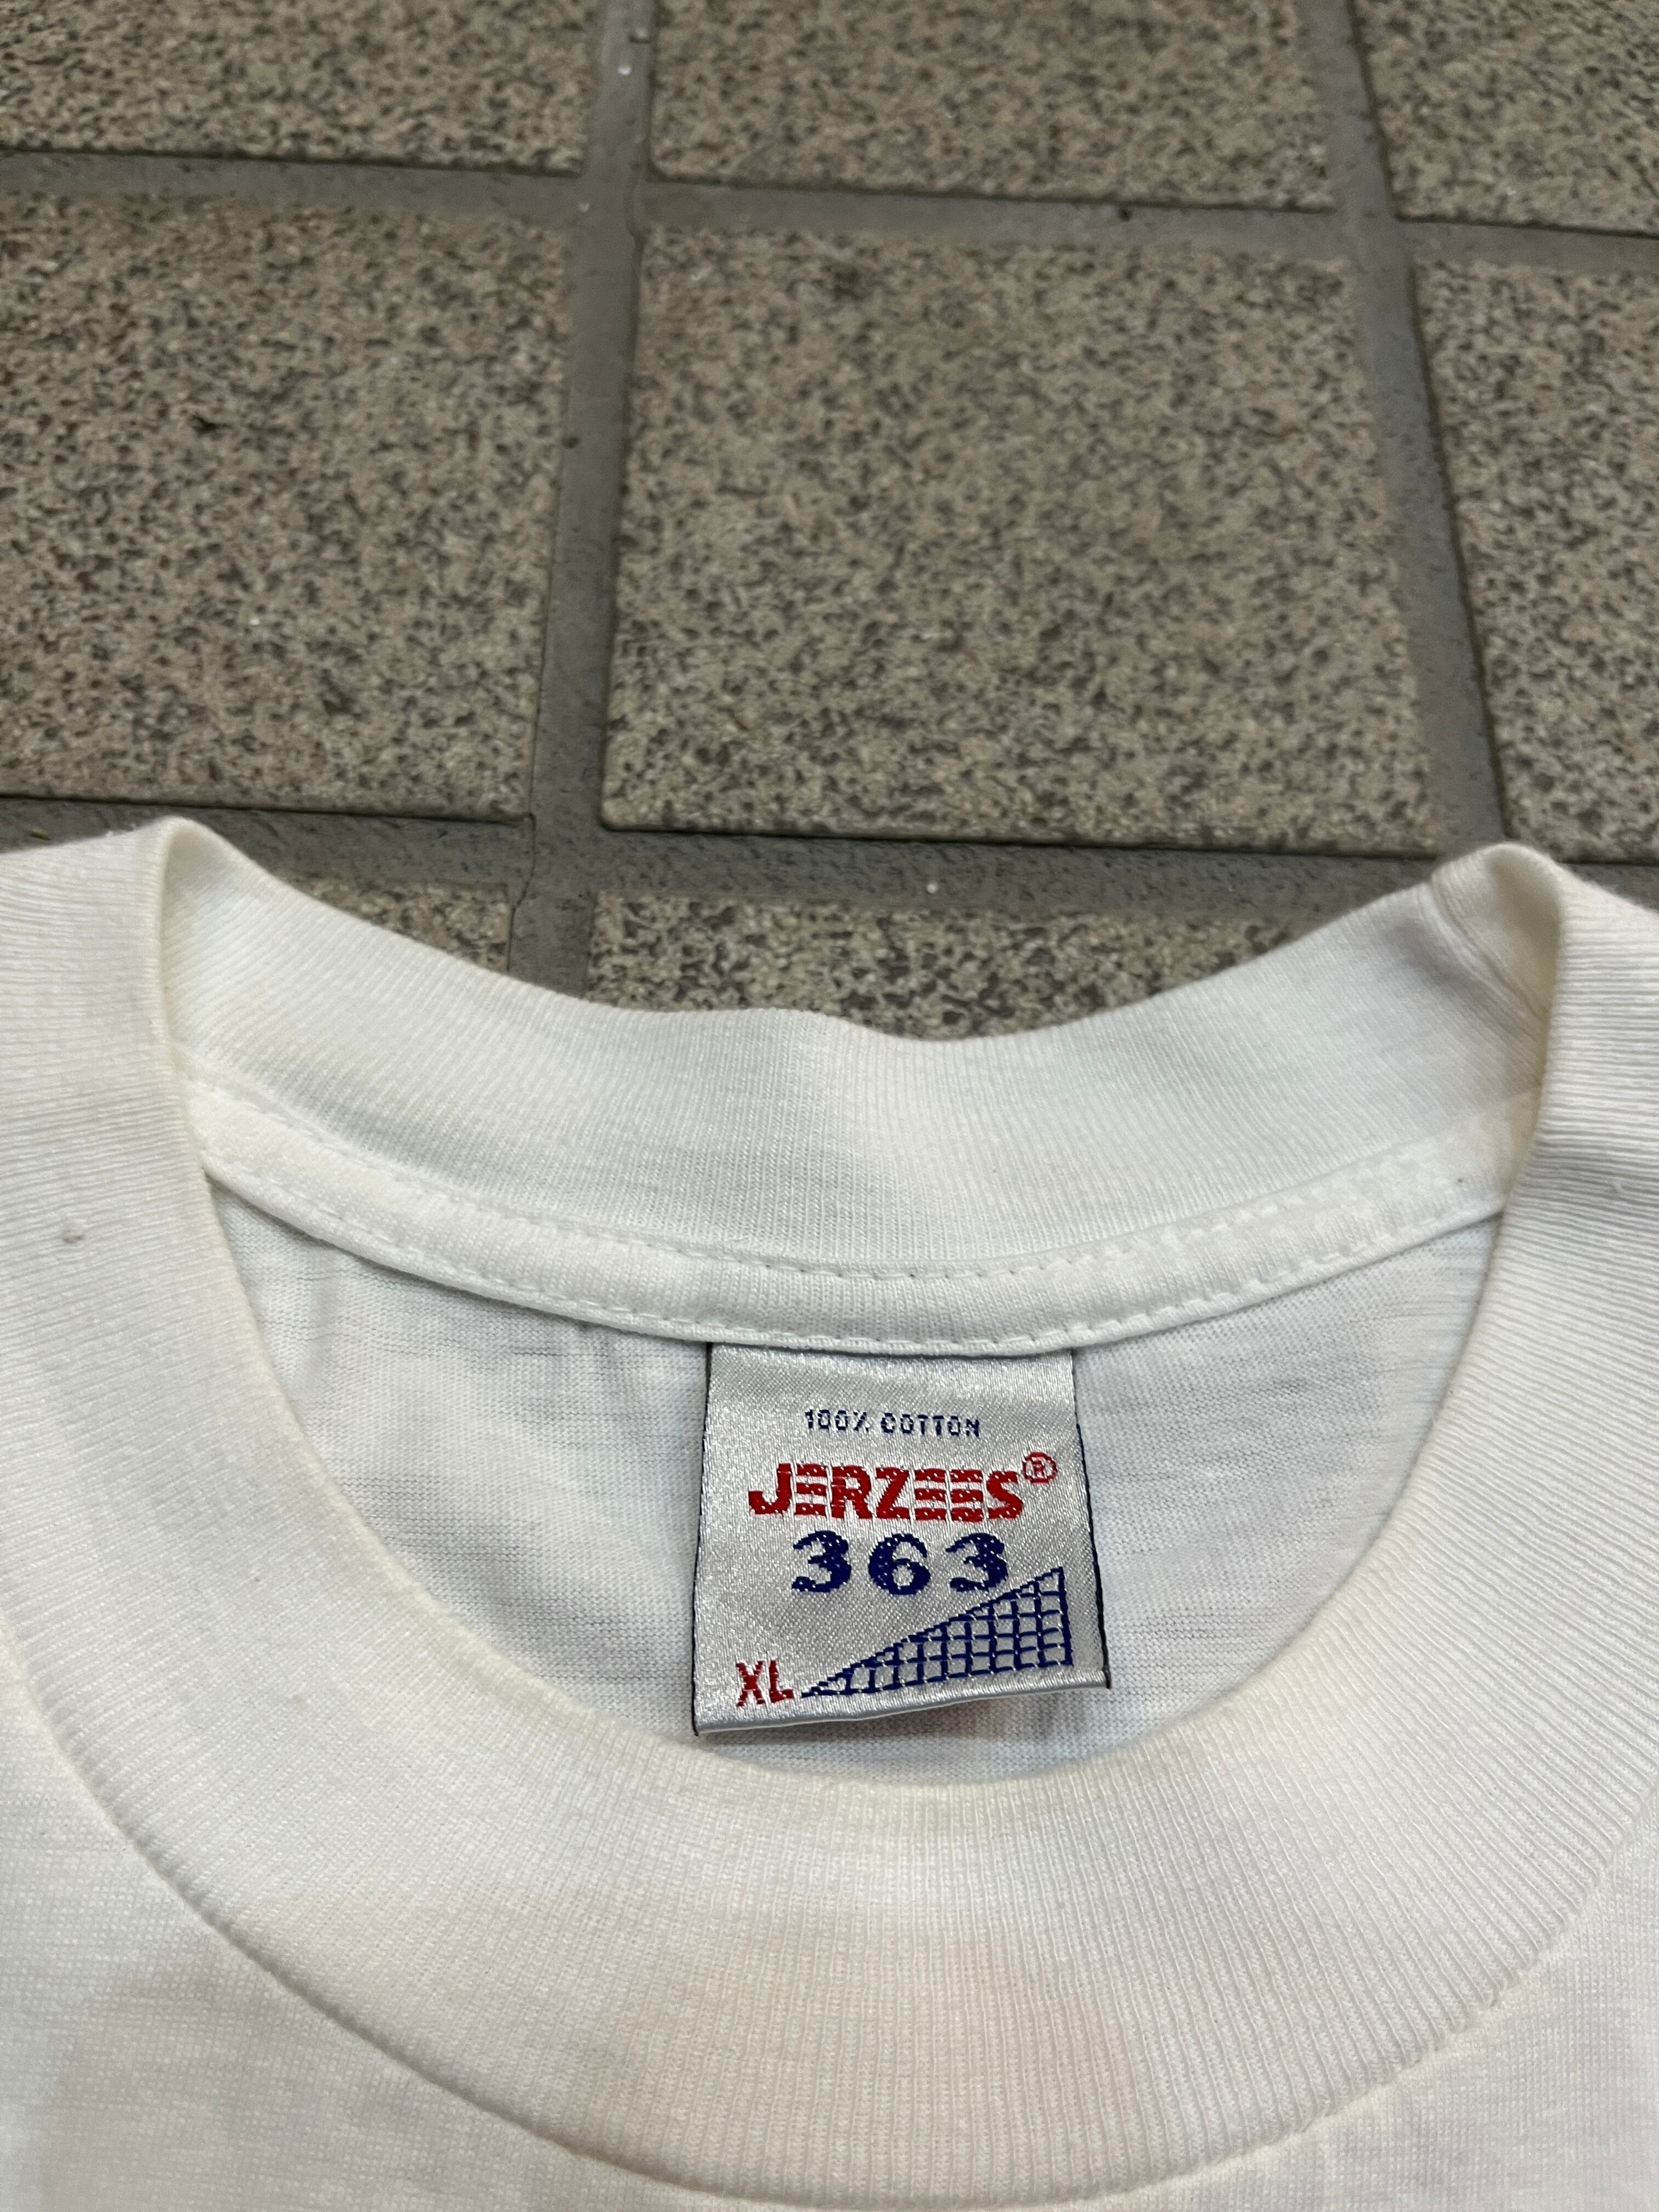 100% COTTON
JERZEES®
363
XL